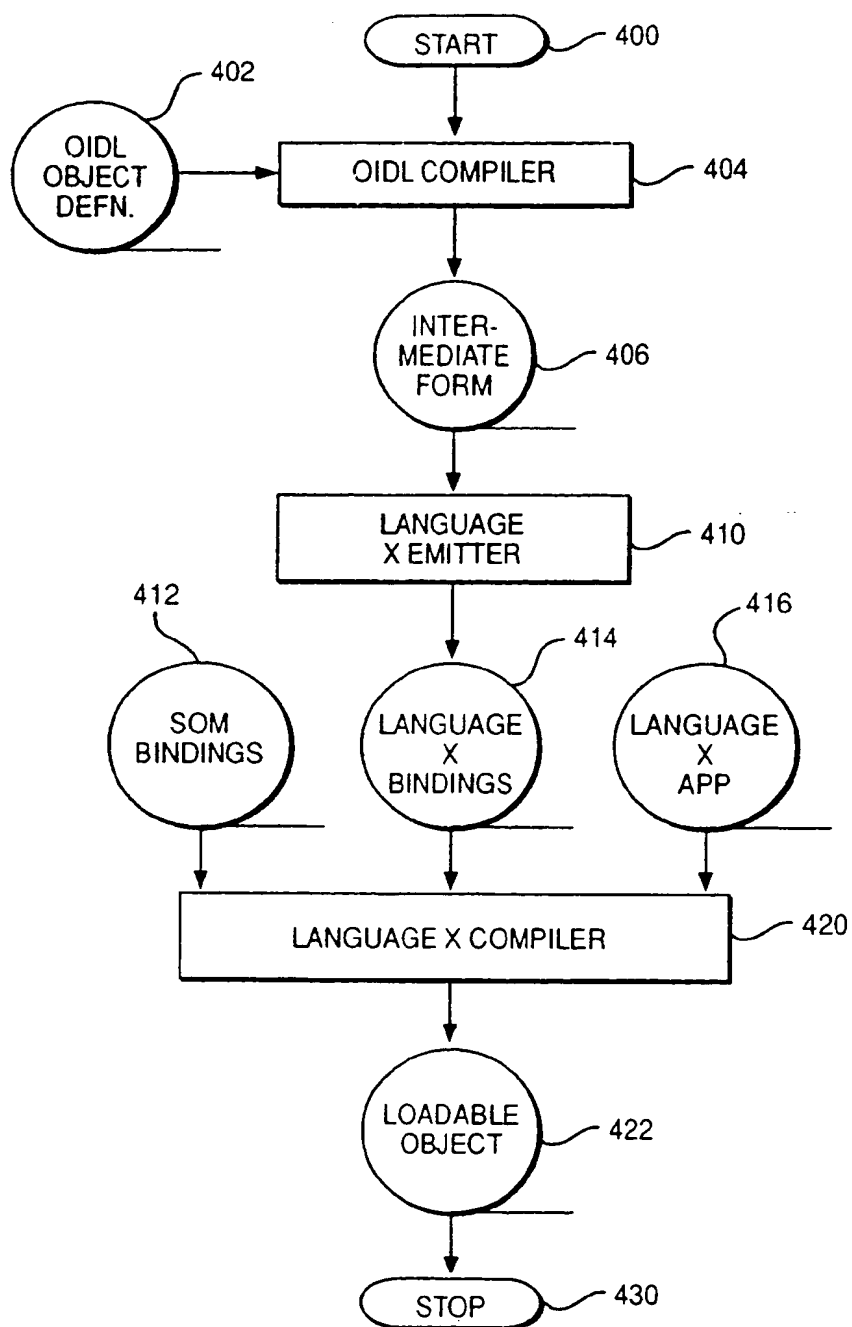 START
400
402
OIDL
OBJECT
DEFN.
OIDL COMPILER
404
INTER-
MEDIATE
FORM
406
LANGUAGE
X EMITTER
410
412
414
416
SOM
BINDINGS
LANGUAGE
X
BINDINGS
LANGUAGE
X
APP
LANGUAGE X COMPILER
420
LOADABLE
OBJECT
422
STOP
430